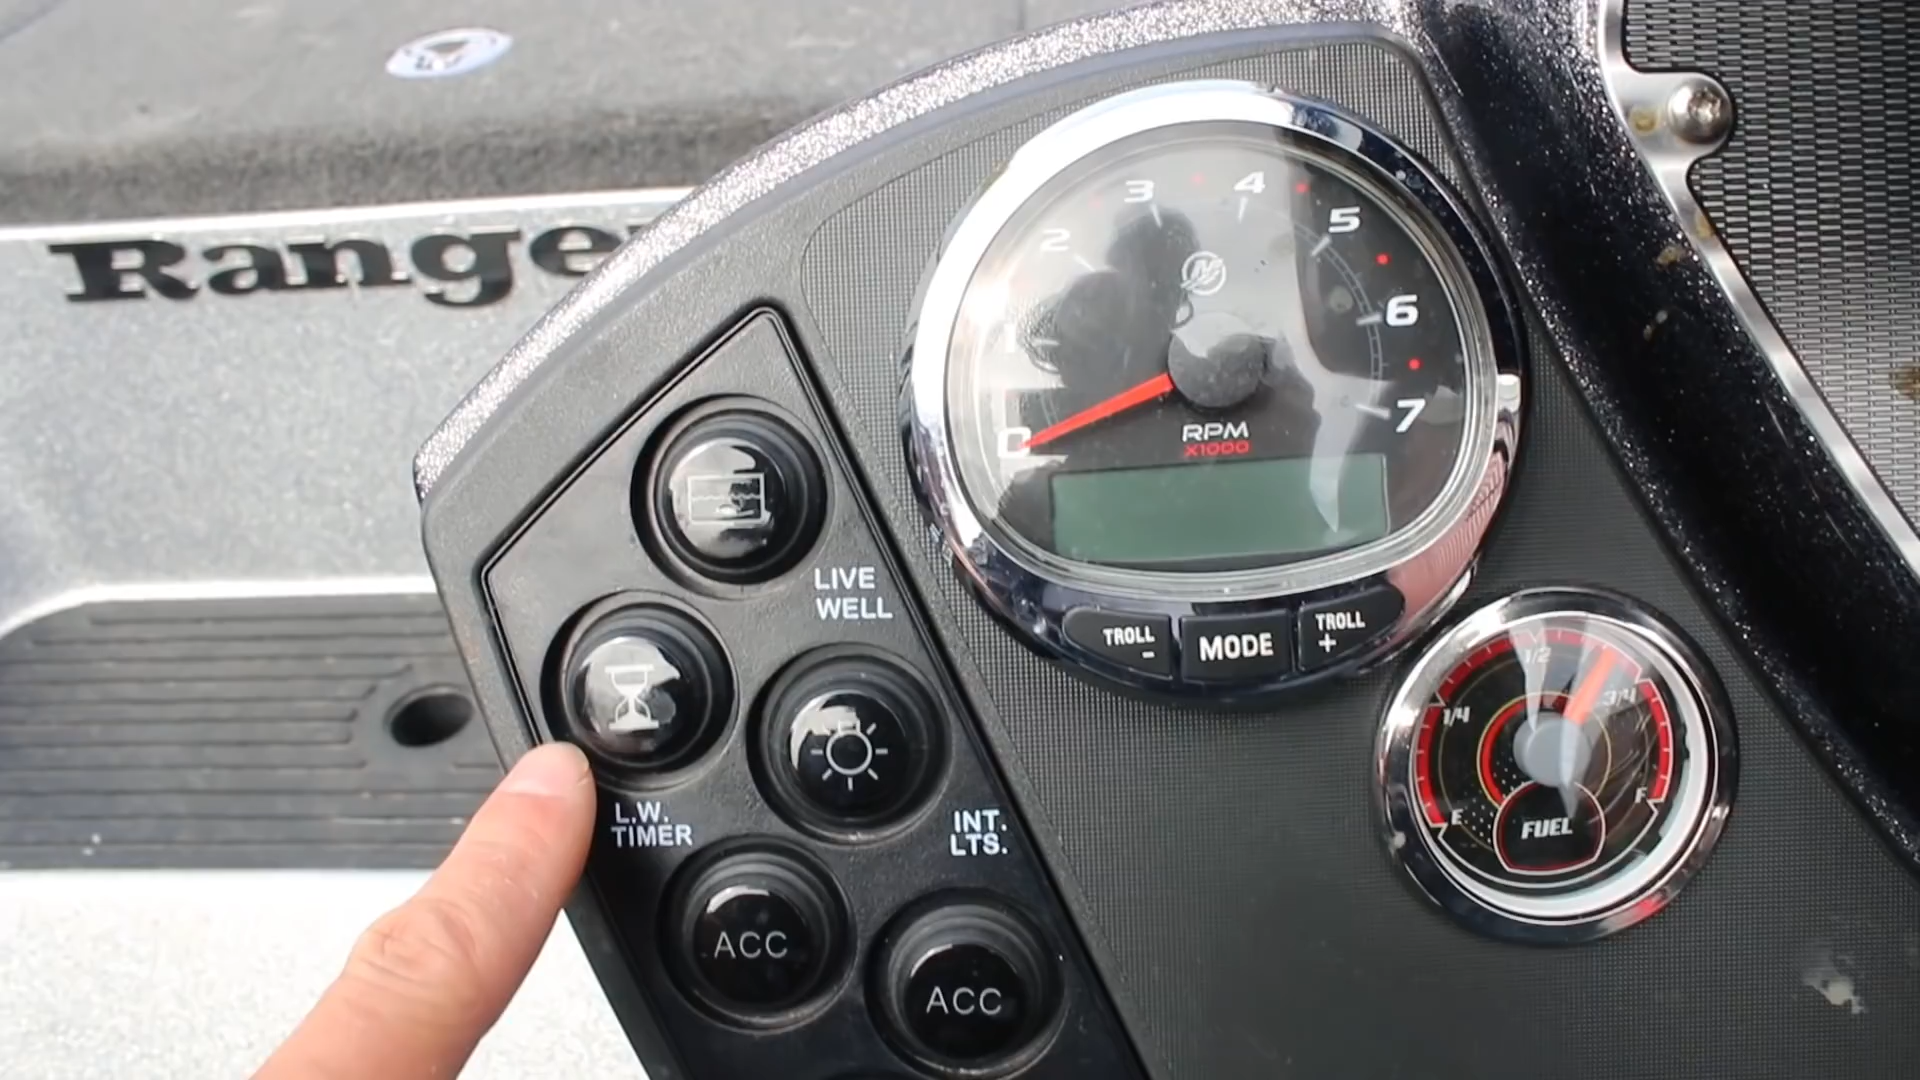 Ranger
3
4
2
5
1
6
0
7
RPM
X1000
LIVE
WELL
TROLL
-
MODE
TROLL
+
1/2
1/4
3/4
E
F
FUEL
L.W.
TIMER
INT.
LTS.
ACC
ACC